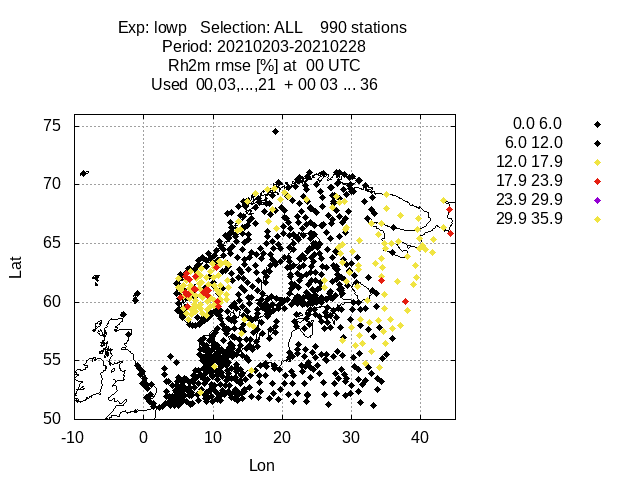 Exp: lowp   Selection: ALL    990 stations
Period: 20210203-20210228
Rh2m rmse [%] at  00 UTC
Used  00,03,...,21  + 00 03 ... 36
0.0 6.0
6.0 12.0
12.0 17.9
17.9 23.9
23.9 29.9
29.9 35.9
Lat
75
70
65
60
55
50
-10 0 10 20 30 40
Lon